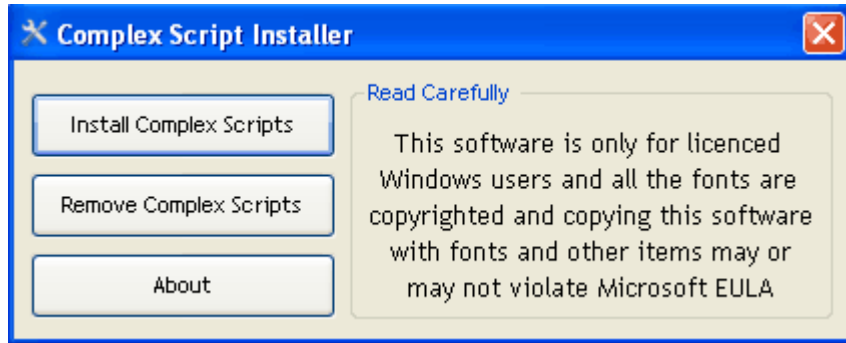 Complex Script Installer
Install Complex Scripts
Remove Complex Scripts
About
Read Carefully
This software is only for licenced
Windows users and all the fonts are
copyrighted and copying this software
with fonts and other items may or
may not violate Microsoft EULA